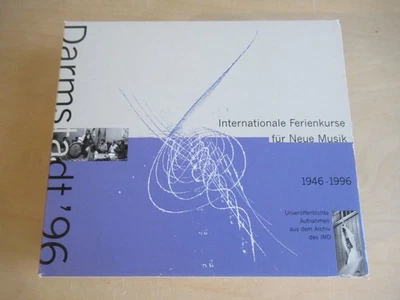 Darmstadt '96
Internationale Ferienkurse
für Neue Musik
1946 - 1996
Unveröffentlichte
Aufnahmen
aus dem Archiv
des IMD